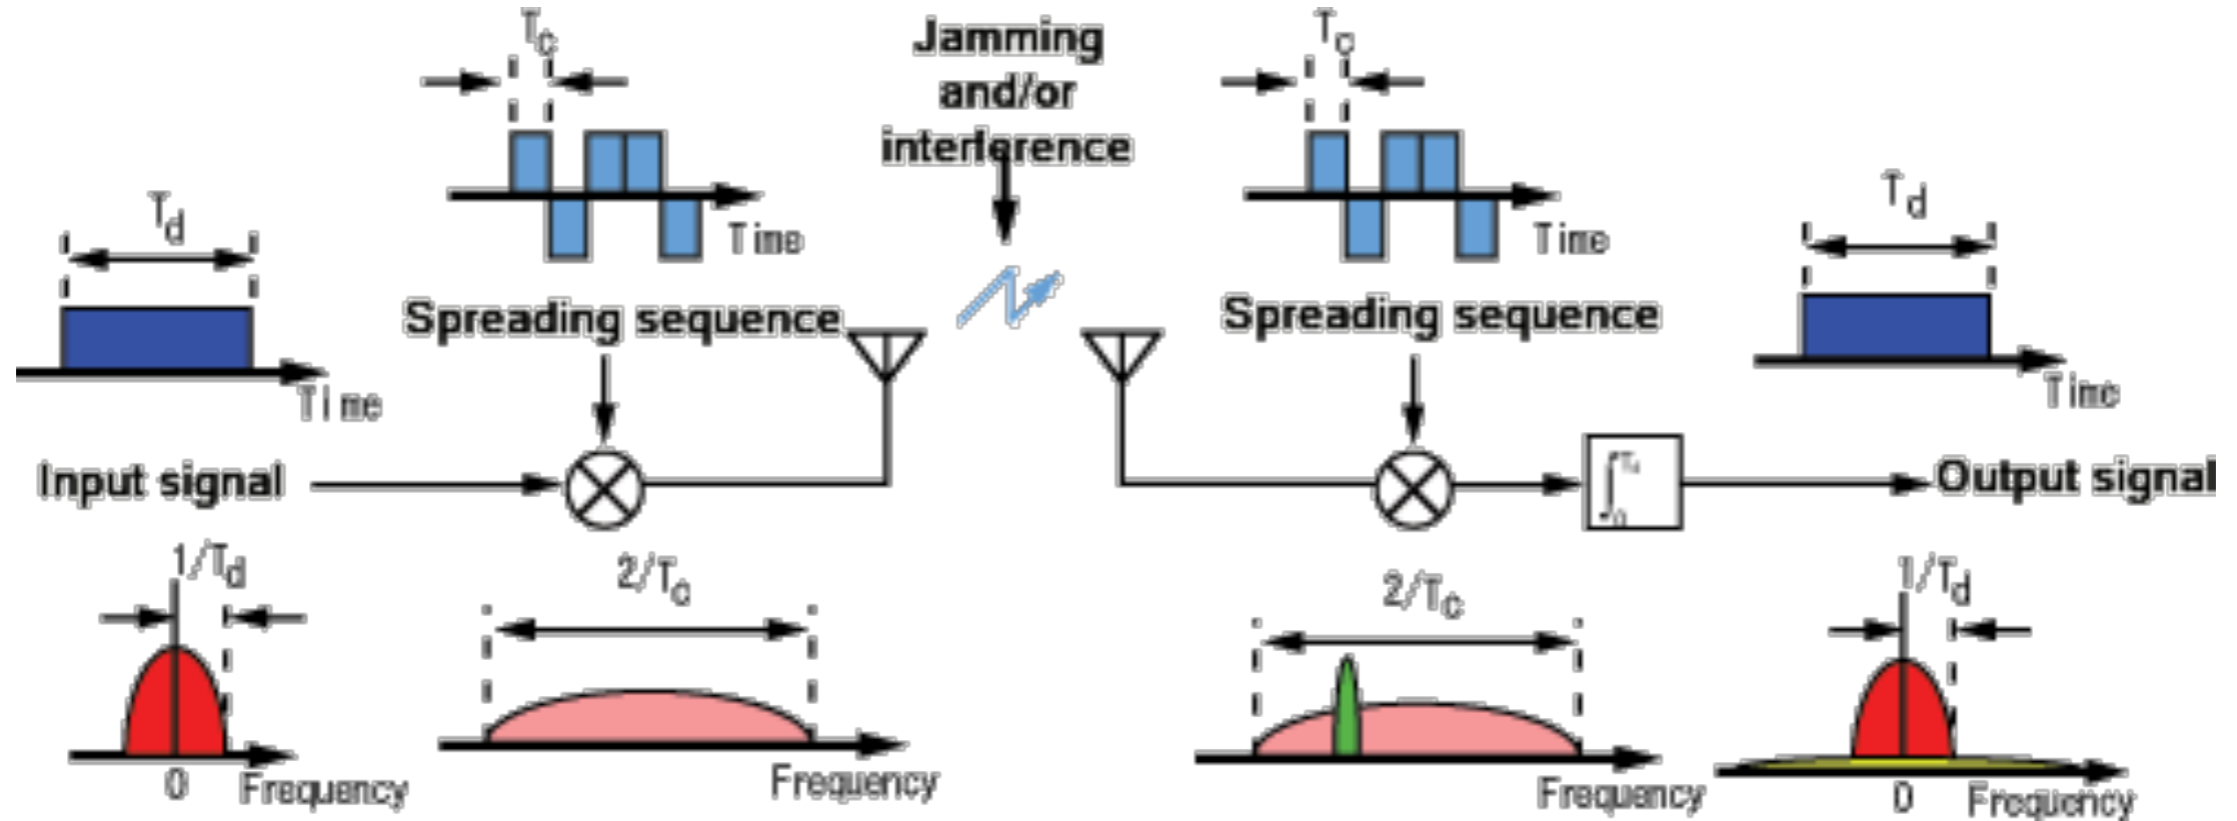 Tc
Jamming
and/or
interference
Tc
Td
Time
Time
Td
Time
Spreading sequence
Spreading sequence
Time
Input signal
∫0Td
Output signal
1/Td
2/Tc
2/Tc
1/Td
0
Frequency
Frequency
Frequency
0
Frequency